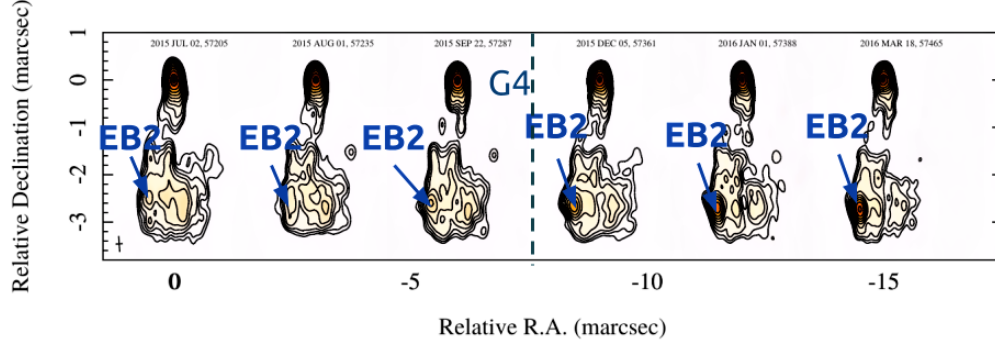 1
0
-1
-2
-3
Relative Declination (marcsec)
2015 JUL 02, 57205
2015 AUG 01, 57235
2015 SEP 22, 57287
2015 DEC 05, 57361
2016 JAN 01, 57388
2016 MAR 18, 57465
G4
EB2
EB2
EB2
EB2
EB2
EB2
0
-5
-10
-15
Relative R.A. (marcsec)